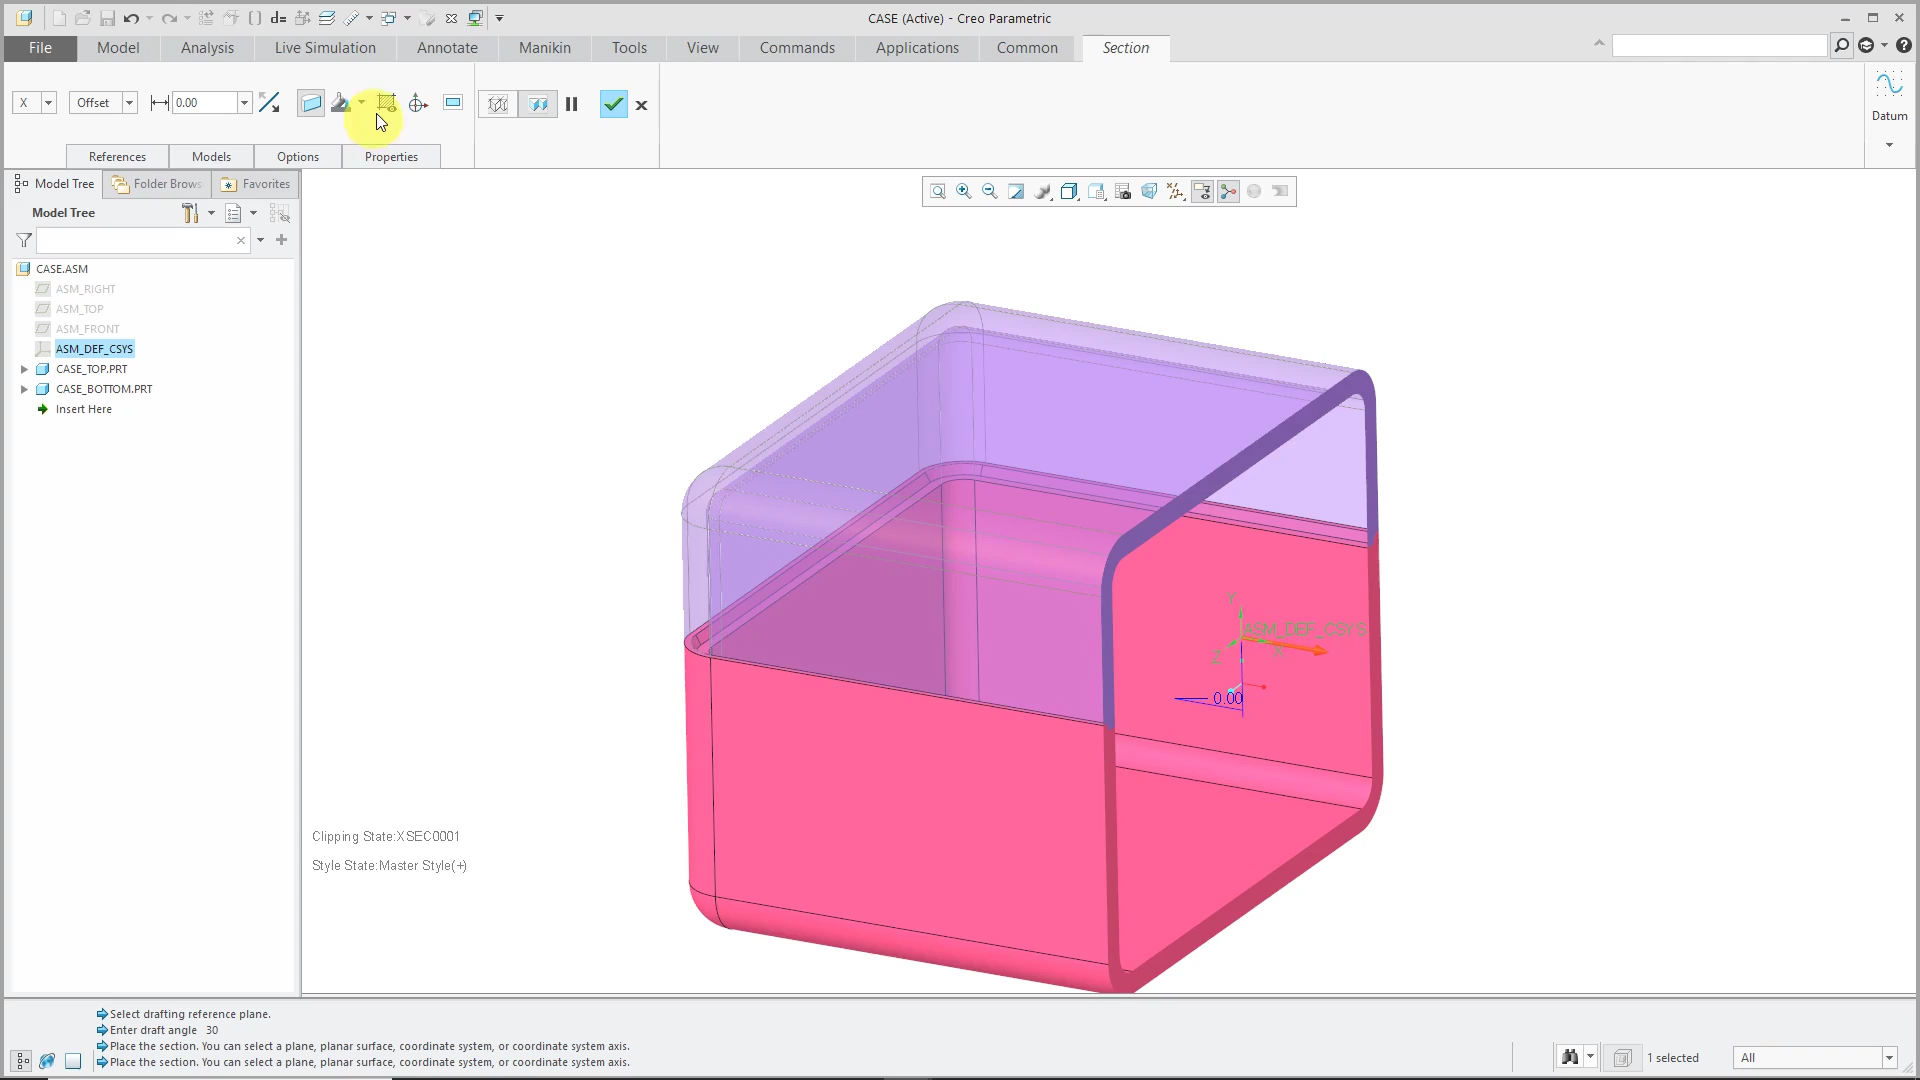 CASE (Active) - Creo Parametric
File Model Analysis Live Simulation Annotate Manikin Tools View Commands Applications Common Section
X Offset 0.00
Datum
References Models Options Properties
Model Tree Folder Brows Favorites
Model Tree
CASE.ASM
ASM_RIGHT
ASM_TOP
ASM_FRONT
ASM_DEF_CSYS
CASE_TOP.PRT
CASE_BOTTOM.PRT
Insert Here
Y
ASM_DEF_CSYS
X
Z
0.00
Clipping State:XSEC0001
Style State:Master Style(+)
Select drafting reference plane.
Enter draft angle 30
Place the section. You can select a plane, planar surface, coordinate system, or coordinate system axis.
Place the section. You can select a plane, planar surface, coordinate system, or coordinate system axis.
1 selected All